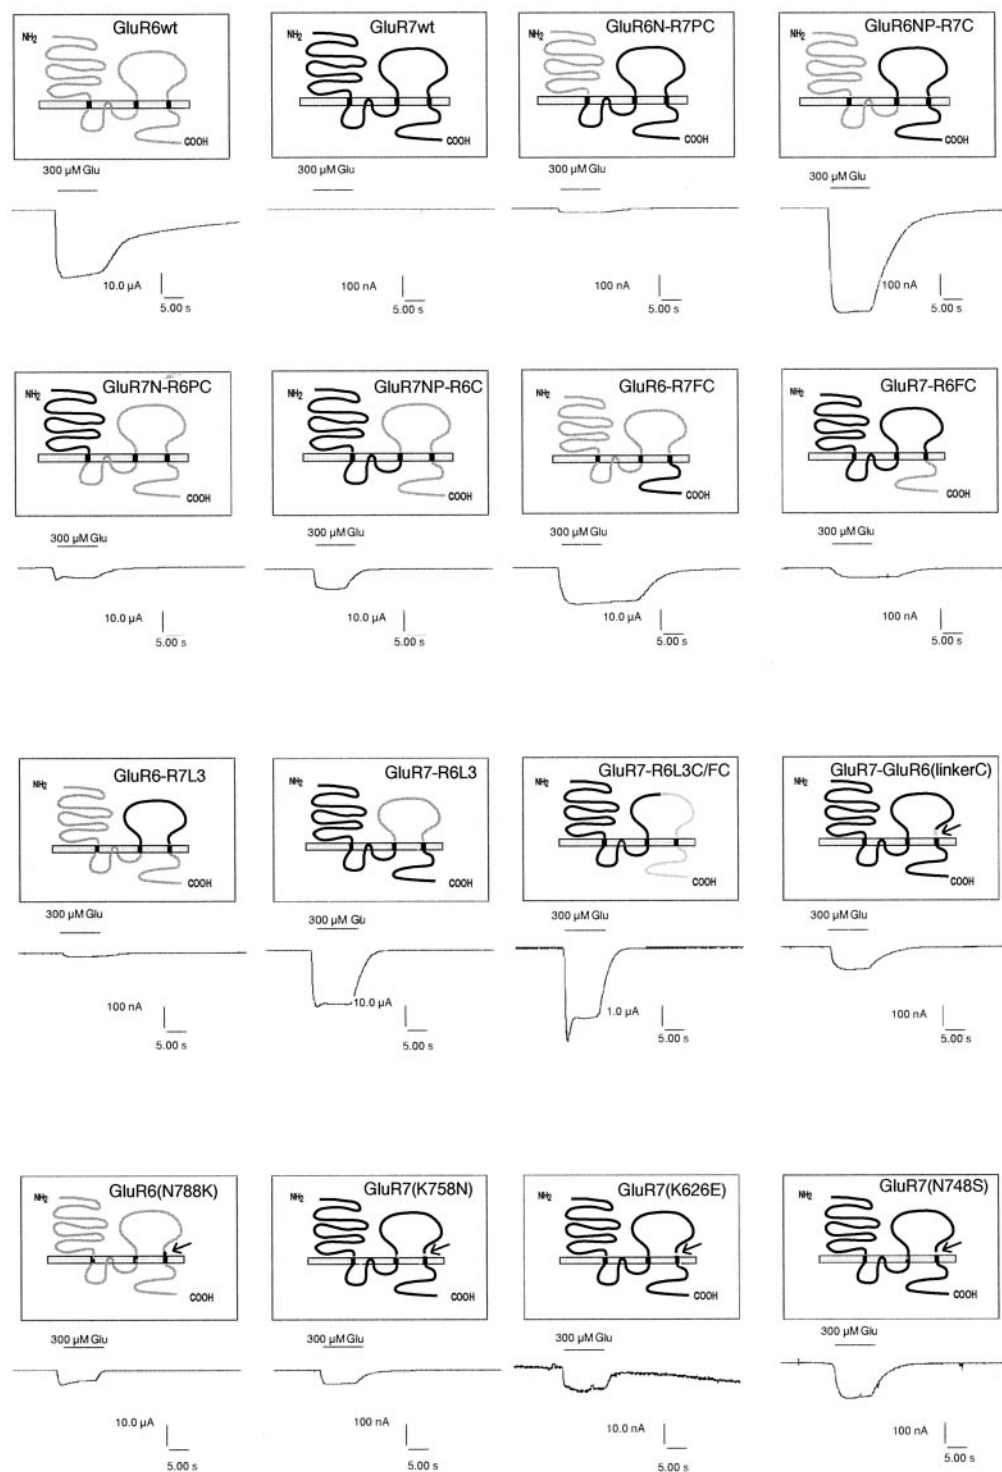 GluR6wt
NH2
COOH
300 µM Glu
10.0 µA
5.00 s
GluR7wt
NH2
COOH
300 µM Glu
100 nA
5.00 s
GluR6N-R7PC
NH2
COOH
300 µM Glu
100 nA
5.00 s
GluR6NP-R7C
NH2
COOH
300 µM Glu
100 nA
5.00 s
GluR7N-R6PC
NH2
COOH
300 µM Glu
10.0 µA
5.00 s
GluR7NP-R6C
NH2
COOH
300 µM Glu
10.0 µA
5.00 s
GluR6-R7FC
NH2
COOH
300 µM Glu
10.0 µA
5.00 s
GluR7-R6FC
NH2
COOH
300 µM Glu
100 nA
5.00 s
GluR6-R7L3
NH2
COOH
300 µM Glu
100 nA
5.00 s
GluR7-R6L3
NH2
COOH
300 µM Glu
10.0 µA
5.00 s
GluR7-R6L3C/FC
NH2
COOH
300 µM Glu
1.0 µA
5.00 s
GluR7-GluR6(linkerC)
NH2
COOH
300 µM Glu
100 nA
5.00 s
GluR6(N788K)
NH2
COOH
300 µM Glu
10.0 µA
5.00 s
GluR7(K758N)
NH2
COOH
300 µM Glu
100 nA
5.00 s
GluR7(K626E)
NH2
COOH
300 µM Glu
10.0 nA
5.00 s
GluR7(N748S)
NH2
COOH
300 µM Glu
100 nA
5.00 s